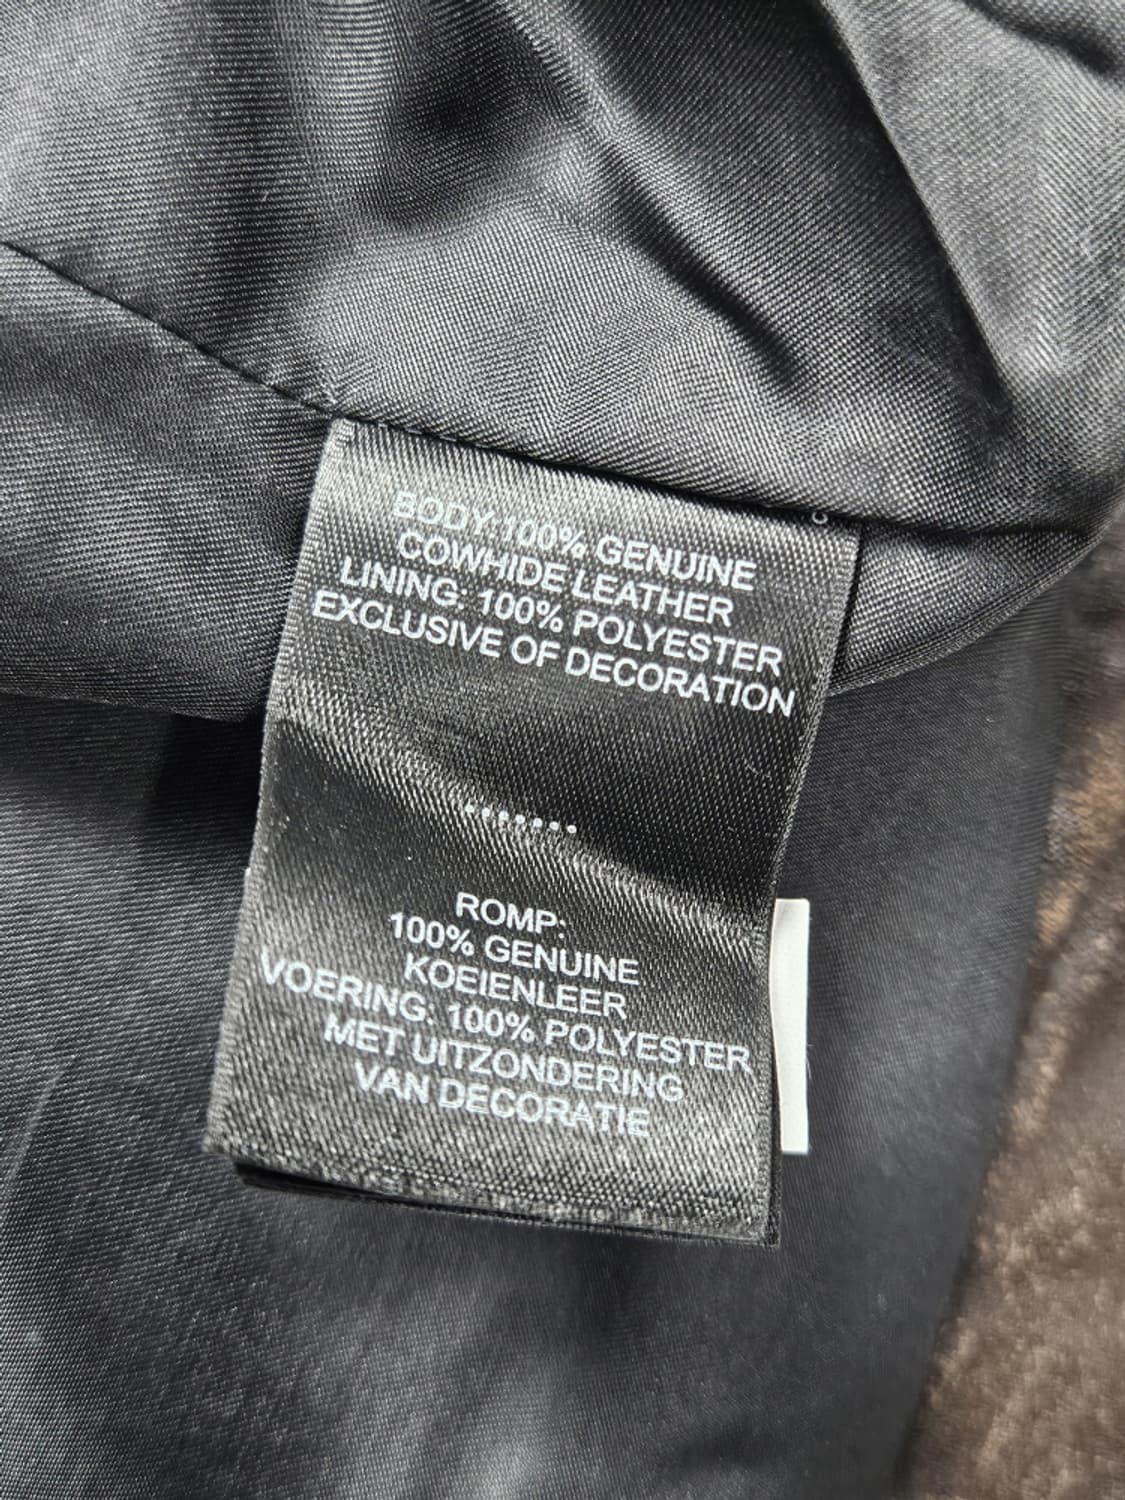 BODY:100% GENUINE
COWHIDE LEATHER
LINING: 100% POLYESTER
EXCLUSIVE OF DECORATION
........
ROMP:
100% GENUINE
KOEIENLEER
VOERING: 100% POLYESTER
MET UITZONDERING
VAN DECORATIE